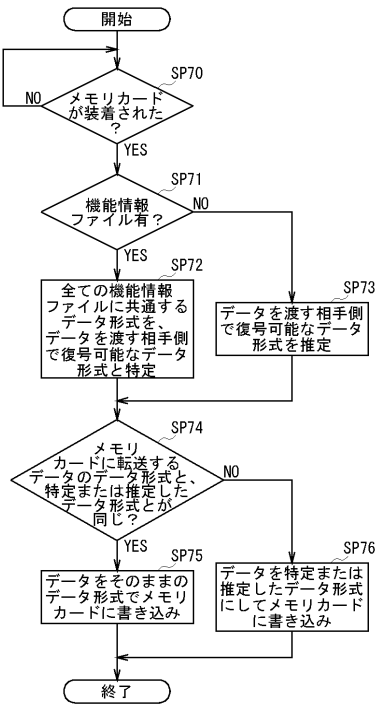 開始
SP70
メモリカード
が装着された
?
NO
YES
SP71
機能情報
ファイル有?
NO
YES
SP72
全ての機能情報
ファイルに共通する
データ形式を、
データを渡す相手側
で復号可能なデータ
形式と特定
SP73
データを渡す相手側
で復号可能なデータ
形式を推定
SP74
メモリ
カードに転送する
データのデータ形式と、
特定または推定した
データ形式とが
同じ?
NO
YES
SP75
データをそのままの
データ形式でメモリ
カードに書き込み
SP76
データを特定または
推定したデータ形式
にしてメモリカード
に書き込み
終了